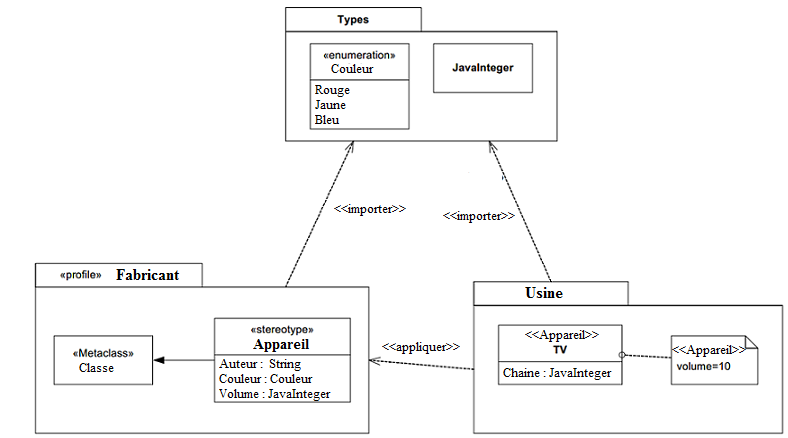 Types
«enumeration»
Couleur
Rouge
Jaune
Bleu
JavaInteger
<<importer>>
<<importer>>
«profile» Fabricant
«Metaclass»
Classe
«stereotype»
Appareil
Auteur : String
Couleur : Couleur
Volume : JavaInteger
<<appliquer>>
Usine
<<Appareil>>
TV
Chaine : JavaInteger
<<Appareil>>
volume=10